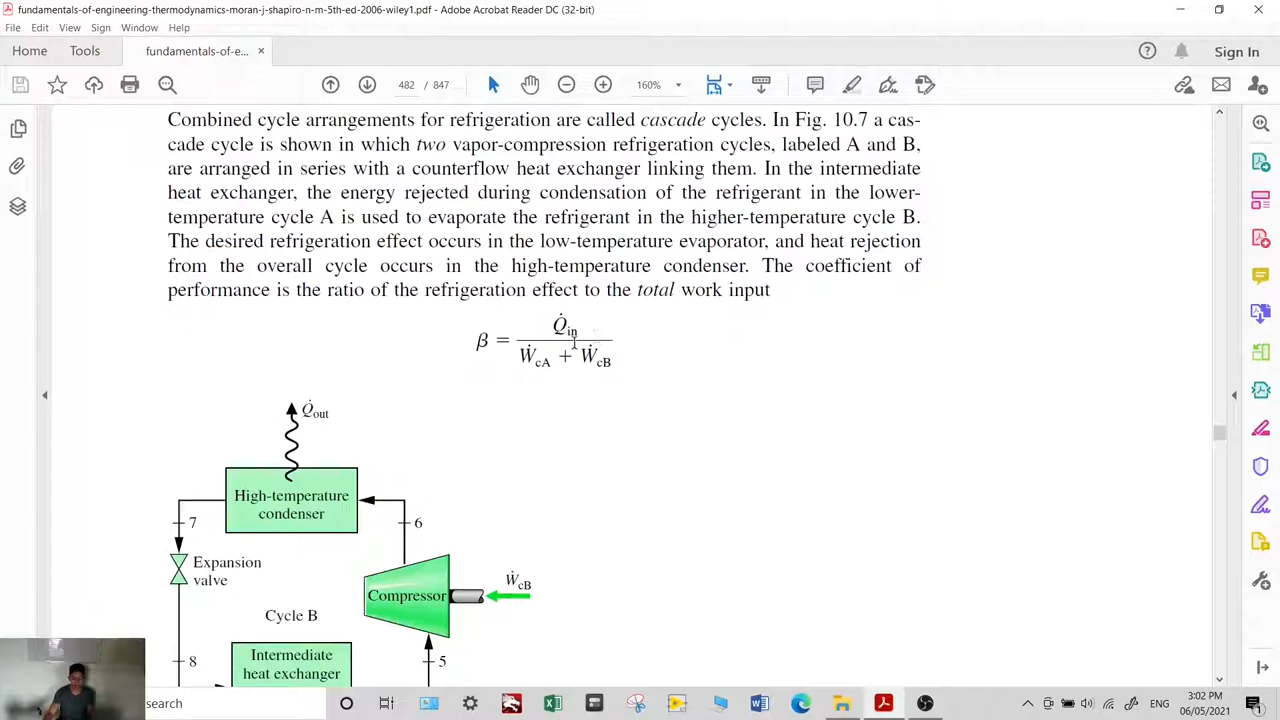 fundamentals-of-engineering-thermodynamics-moran-j-shapiro-n-m-5th-ed-2006-wiley1.pdf - Adobe Acrobat Reader DC (32-bit)
File Edit View Sign Window Help
Home Tools fundamentals-of-e... × Sign In
482 / 847 160%
Combined cycle arrangements for refrigeration are called cascade cycles. In Fig. 10.7 a cas-
cade cycle is shown in which two vapor-compression refrigeration cycles, labeled A and B,
are arranged in series with a counterflow heat exchanger linking them. In the intermediate
heat exchanger, the energy rejected during condensation of the refrigerant in the lower-
temperature cycle A is used to evaporate the refrigerant in the higher-temperature cycle B.
The desired refrigeration effect occurs in the low-temperature evaporator, and heat rejection
from the overall cycle occurs in the high-temperature condenser. The coefficient of
performance is the ratio of the refrigeration effect to the total work input
Q̇in
β =
ẆcA + ẆcB
Q̇out
High-temperature
condenser
7
6
Expansion
valve
ẆcB
Compressor
Cycle B
Intermediate
heat exchanger
8
5
search
ENG
3:02 PM
06/05/2021